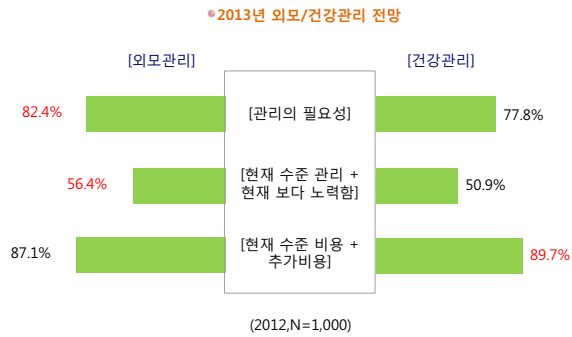 2013년 외모/건강관리 전망
[외모관리] [건강관리]
82.4% [관리의 필요성] 77.8%
[현재 수준 관리 +
56.4% 현재 보다 노력함] 50.9%
87.1% [현재 수준 비용 + 89.7%
추가비용]
(2012,N=1,000)